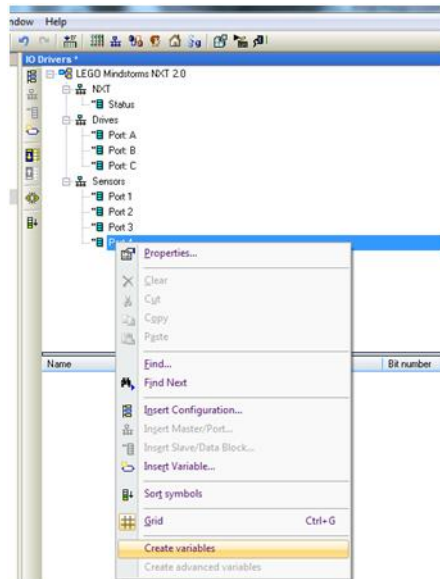 ndow Help
IO Drivers *
LEGO Mindstorms NXT 2.0
NXT
Status
Drives
Port: A
Port: B
Port: C
Sensors
Port 1
Port 2
Port 3
Properties...
Clear
Cut
Copy
Paste
Name
Find...
Bit number
Find Next
Insert Configuration...
Insert Master/Port...
Insert Slave/Data Block...
Insert Variable...
Sort symbols
Grid Ctrl+G
Create variables
Create advanced variables